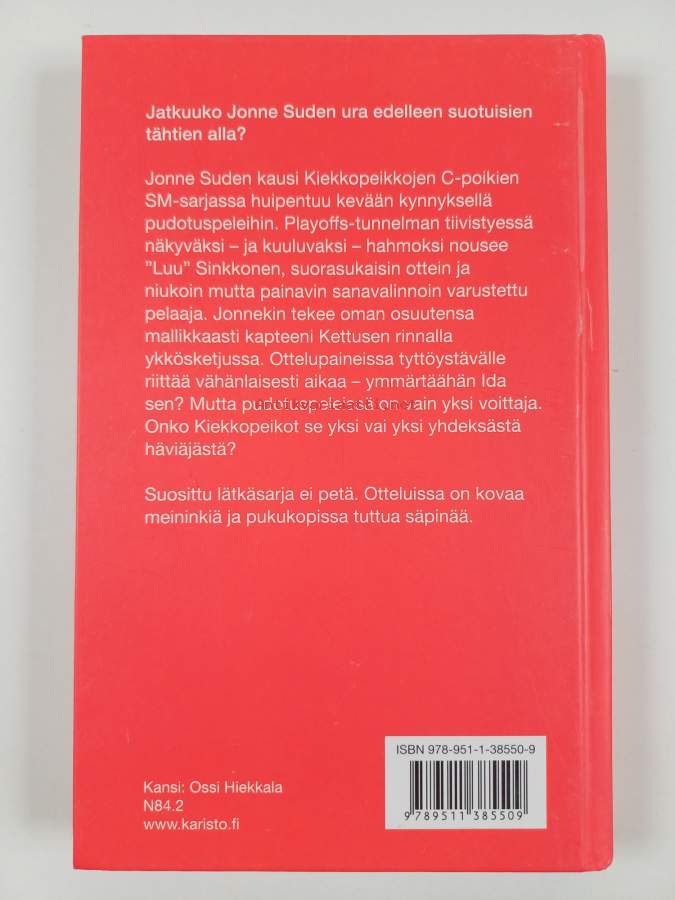 Jatkuuko Jonne Suden ura edelleen suotuisien
tähtien alla?
Jonne Suden kausi Kiekkopeikkojen C-poikien
SM-sarjassa huipentuu kevään kynnyksellä
pudotuspeleihin. Playoffs-tunnelman tiivistyessä
näkyväksi – ja kuuluvaksi – hahmoksi nousee
”Luu” Sinkkonen, suorasukaisin ottein ja
niukoin mutta painavin sanavalinnoin varustettu
pelaaja. Jonnekin tekee oman osuutensa
mallikkaasti kapteeni Kettusen rinnalla
ykkösketjussa. Ottelupaineissa tyttöystävälle
riittää vähänlaisesti aikaa – ymmärtäähän Ida
sen? Mutta pudotuspeleissä on vain yksi voittaja.
Onko Kiekkopeikot se yksi vai yksi yhdeksästä
häviäjästä?
Suosittu lätkäsarja ei petä. Otteluissa on kovaa
meininkiä ja pukukopissa tuttua säpinää.
ISBN 978-951-1-38550-9
9 789511 385509
Kansi: Ossi Hiekkala
N84.2
www.karisto.fi